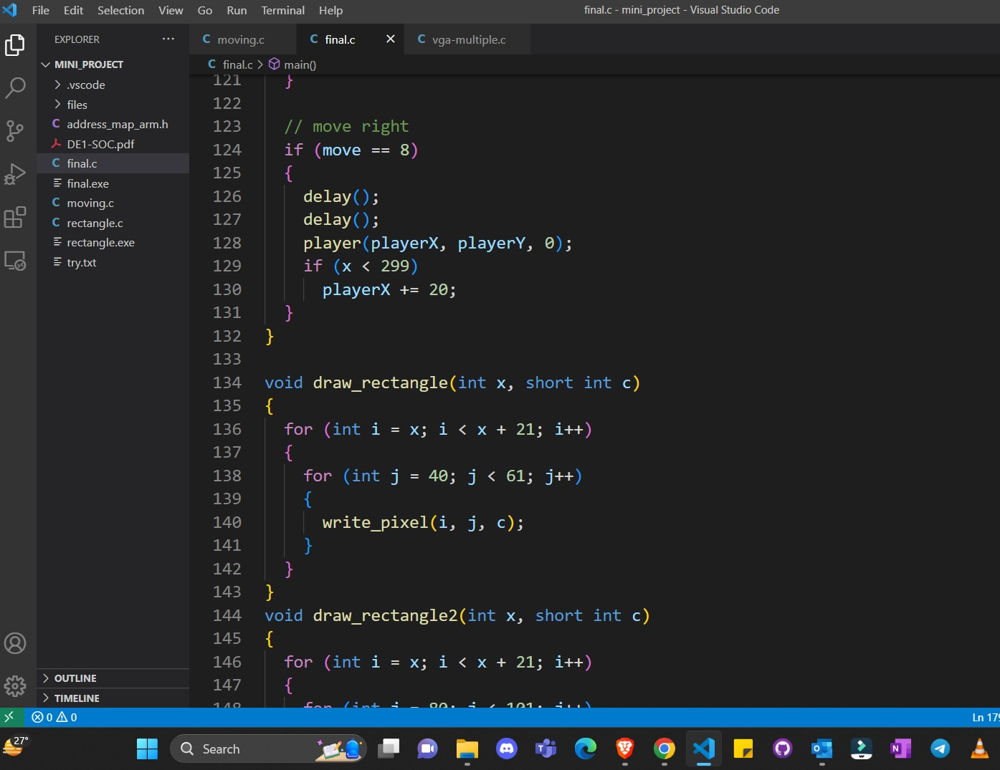 File Edit Selection View Go Run Terminal Help final.c - mini_project - Visual Studio Code
EXPLORER ···
MINI_PROJECT
.vscode
files
C address_map_arm.h
DE1-SOC.pdf
C final.c
final.exe
C moving.c
C rectangle.c
rectangle.exe
try.txt
OUTLINE
TIMELINE
C moving.c C final.c × C vga-multiple.c
C final.c > main()
121 }
122
123 // move right
124 if (move == 8)
125 {
126 delay();
127 delay();
128 player(playerX, playerY, 0);
129 if (x < 299)
130 playerX += 20;
131 }
132 }
133
134 void draw_rectangle(int x, short int c)
135 {
136 for (int i = x; i < x + 21; i++)
137 {
138 for (int j = 40; j < 61; j++)
139 {
140 write_pixel(i, j, c);
141 }
142 }
143 }
144 void draw_rectangle2(int x, short int c)
145 {
146 for (int i = x; i < x + 21; i++)
147 {
148 for (int j = 80; j < 101; j++)
0 0 Ln 179
27° Search